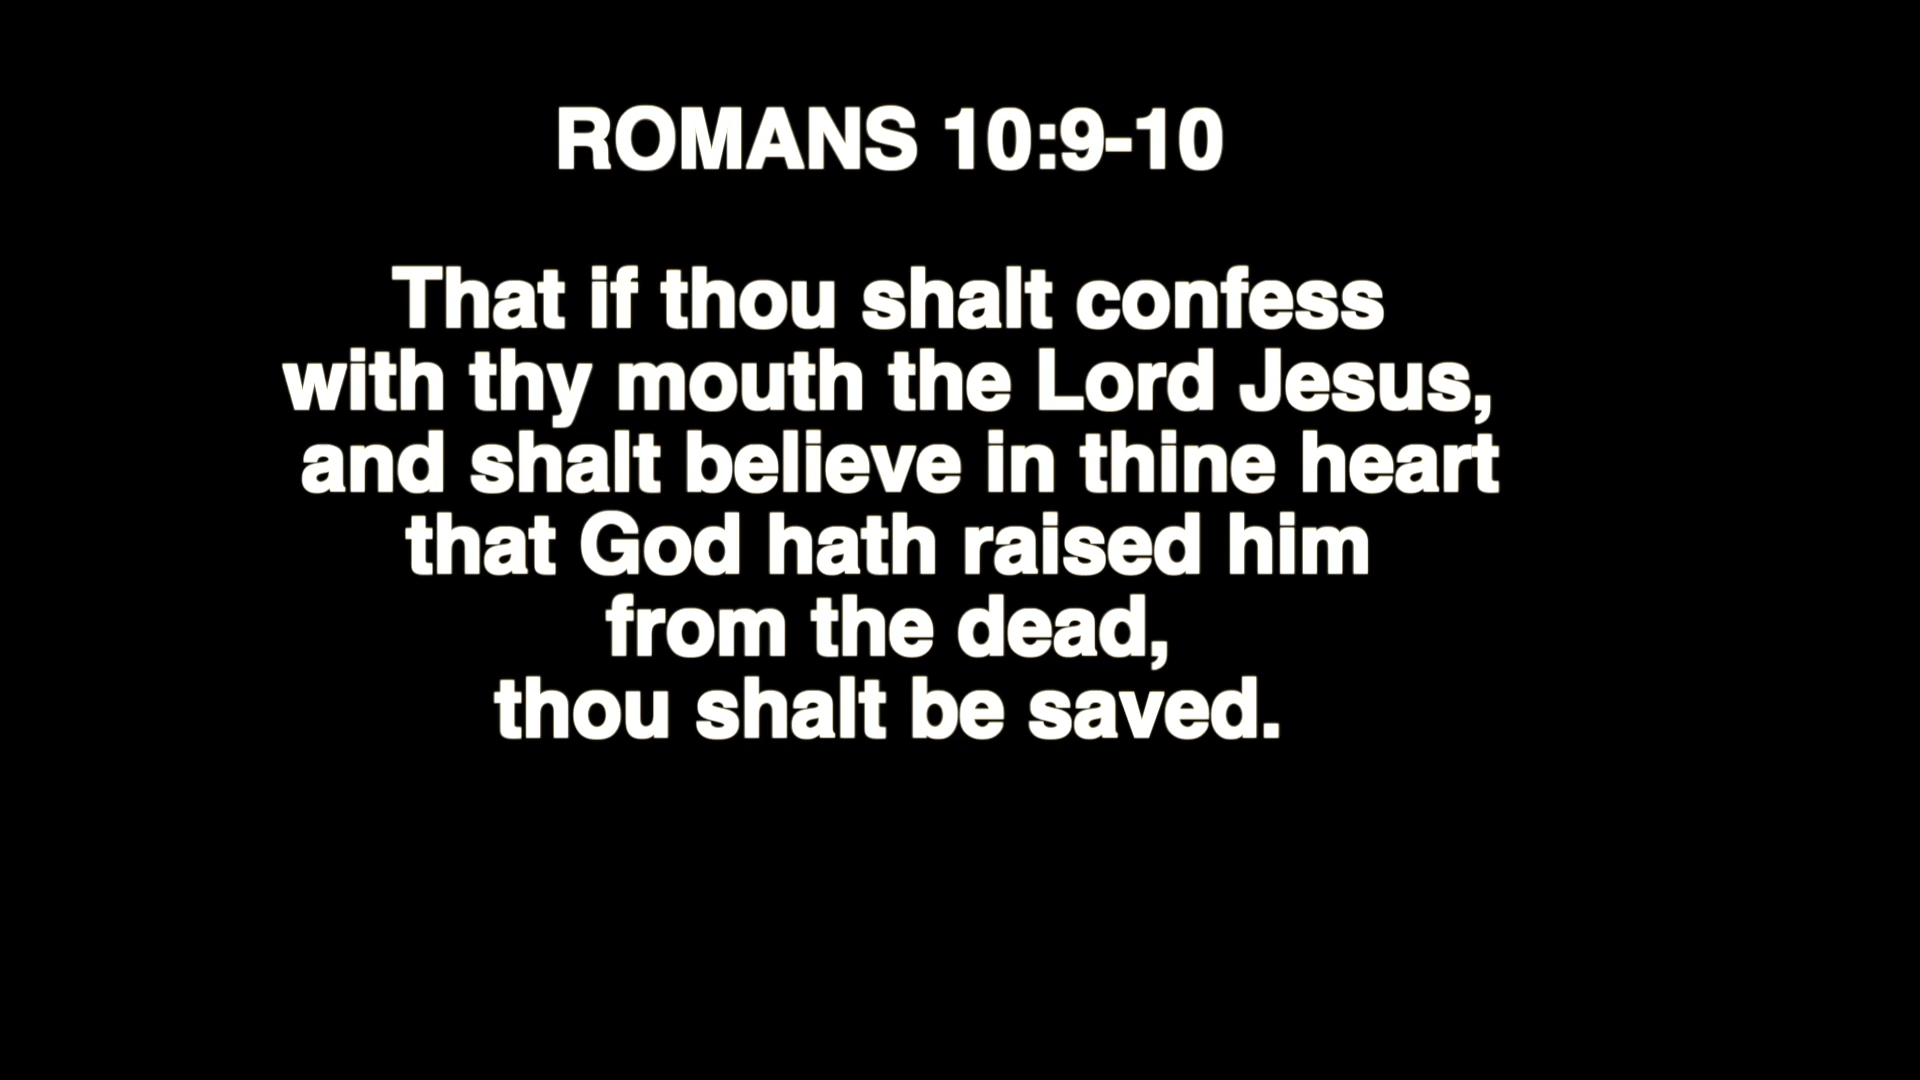 ROMANS 10:9-10
That if thou shalt confess
with thy mouth the Lord Jesus,
and shalt believe in thine heart
that God hath raised him
from the dead,
thou shalt be saved.